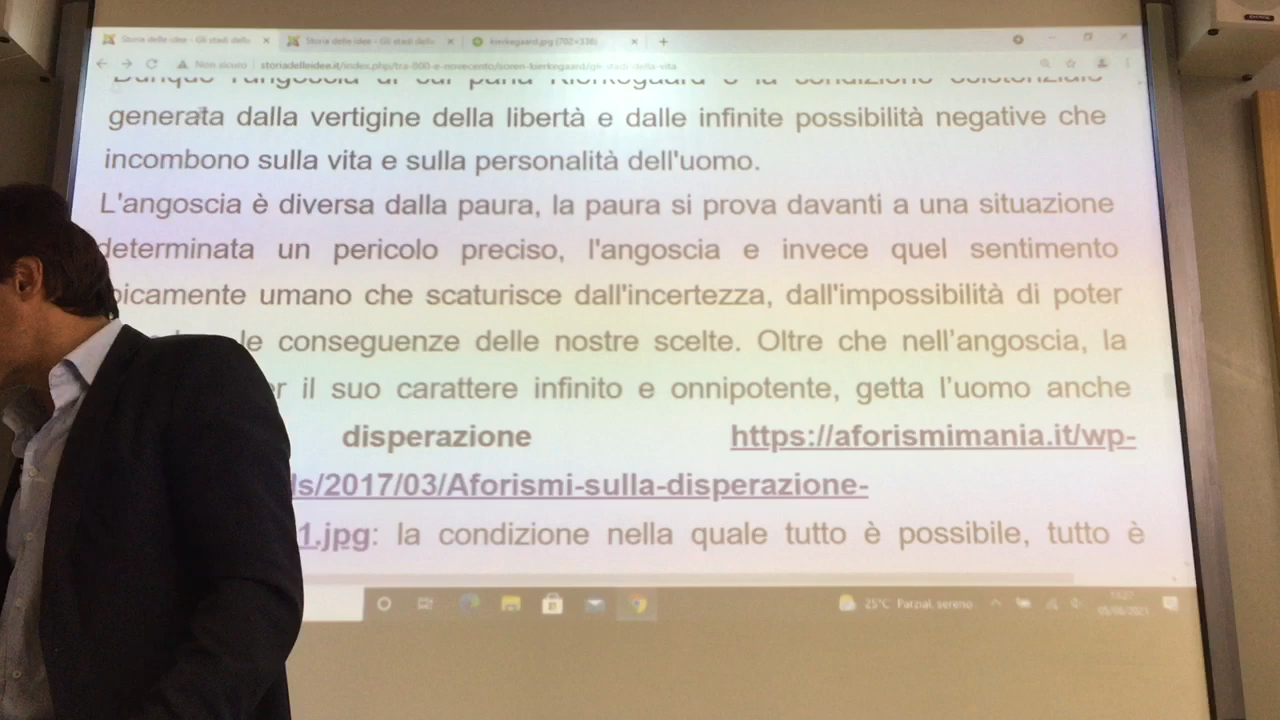 Storia delle idee - Gli stadi della
Storia delle idee - Gli stadi della
kierkegaard.jpg (702×336)
Non sicuro
storiadelleidee.it/index.php/tra-800-e-novecento/soren-kierkegaard/gli-stadi-della-vita
Dunque l'angoscia di cui parla Kierkegaard è la condizione esistenziale
generata dalla vertigine della libertà e dalle infinite possibilità negative che
incombono sulla vita e sulla personalità dell'uomo.
L'angoscia è diversa dalla paura, la paura si prova davanti a una situazione
determinata un pericolo preciso, l'angoscia e invece quel sentimento
picamente umano che scaturisce dall'incertezza, dall'impossibilità di poter
le conseguenze delle nostre scelte. Oltre che nell'angoscia, la
r il suo carattere infinito e onnipotente, getta l'uomo anche
disperazione https://aforismimania.it/wp-
ls/2017/03/Aforismi-sulla-disperazione-
1.jpg: la condizione nella quale tutto è possibile, tutto è
25°C Parzial. sereno